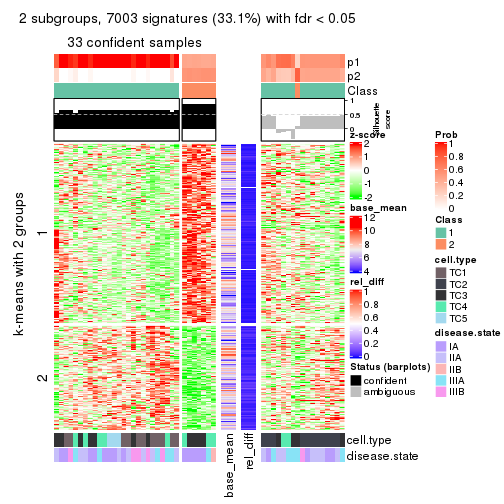 2 subgroups, 7003 signatures (33.1%) with fdr < 0.05
33 confident samples
p1
p2
Class
1
0.5
0
Silhouette
score
k-means with 2 groups
1
2
base_mean
rel_diff
cell.type
disease.state
z-score
2
1
0
-1
-2
base_mean
12
10
8
6
4
rel_diff
1
0.8
0.6
0.4
0.2
0
Status (barplots)
confident
ambiguous
Prob
1
0.8
0.6
0.4
0.2
0
Class
1
2
cell.type
TC1
TC2
TC3
TC4
TC5
disease.state
IA
IIA
IIB
IIIA
IIIB